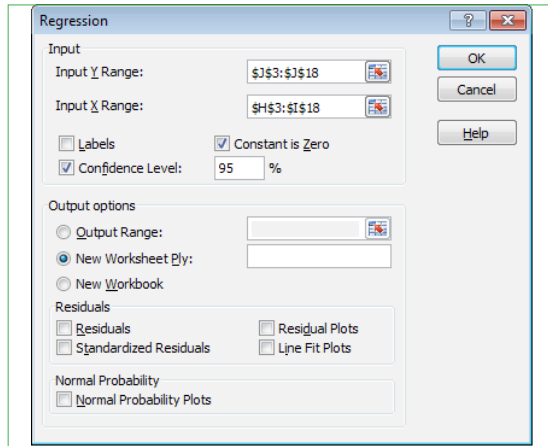 Regression
Input
Input Y Range:
$J$3:$J$18
Input X Range:
$H$3:$I$18
Labels
Constant is Zero
Confidence Level:
95
%
Output options
Output Range:
New Worksheet Ply:
New Workbook
Residuals
Residuals
Residual Plots
Standardized Residuals
Line Fit Plots
Normal Probability
Normal Probability Plots
OK
Cancel
Help